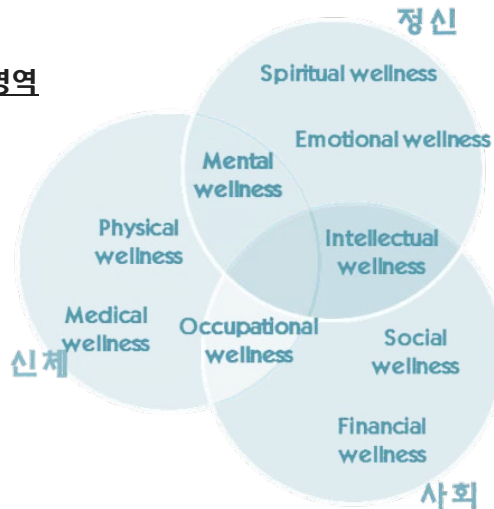 정신
영역
Spiritual wellness
Emotional wellness
Mental
wellness
Physical
wellness
Intellectual
wellness
Medical
wellness
Occupational
wellness
Social
wellness
신체
Financial
wellness
사회